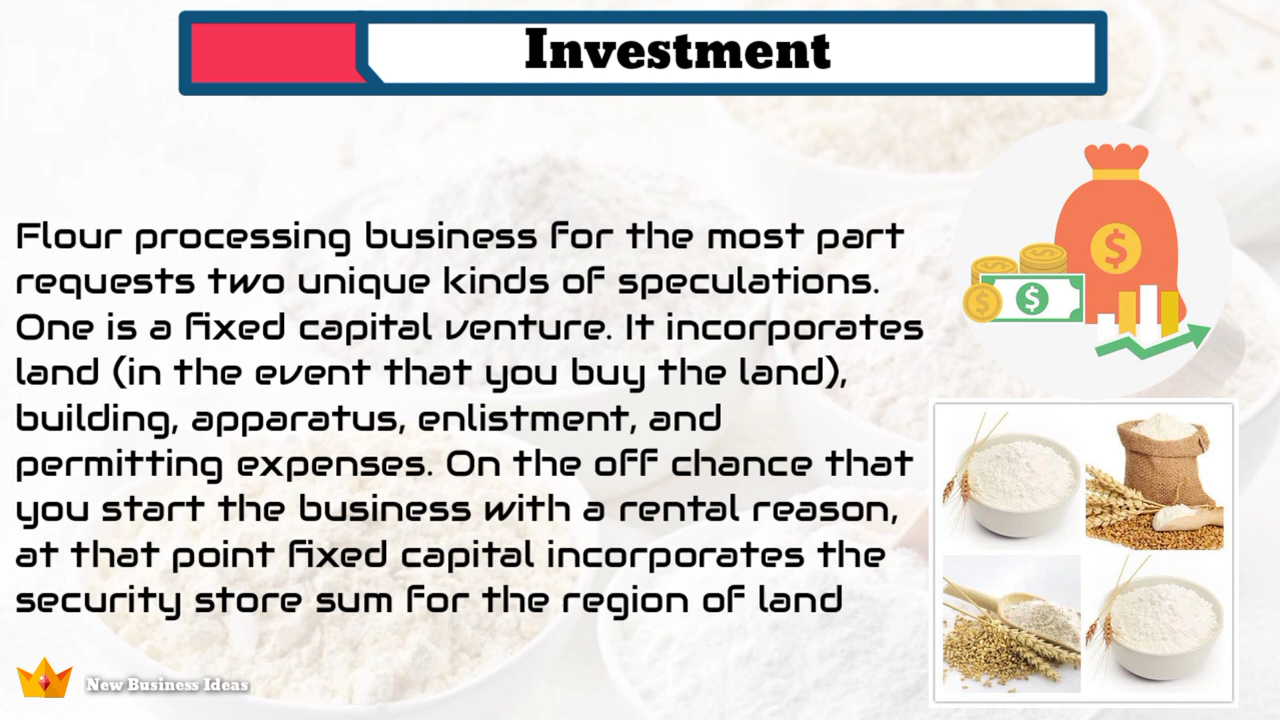 Investment
Flour processing business for the most part
requests two unique kinds of speculations.
One is a fixed capital venture. It incorporates
land (in the event that you buy the land),
building, apparatus, enlistment, and
permitting expenses. On the off chance that
you start the business with a rental reason,
at that point fixed capital incorporates the
security store sum for the region of land
$
$
$
New Business Ideas